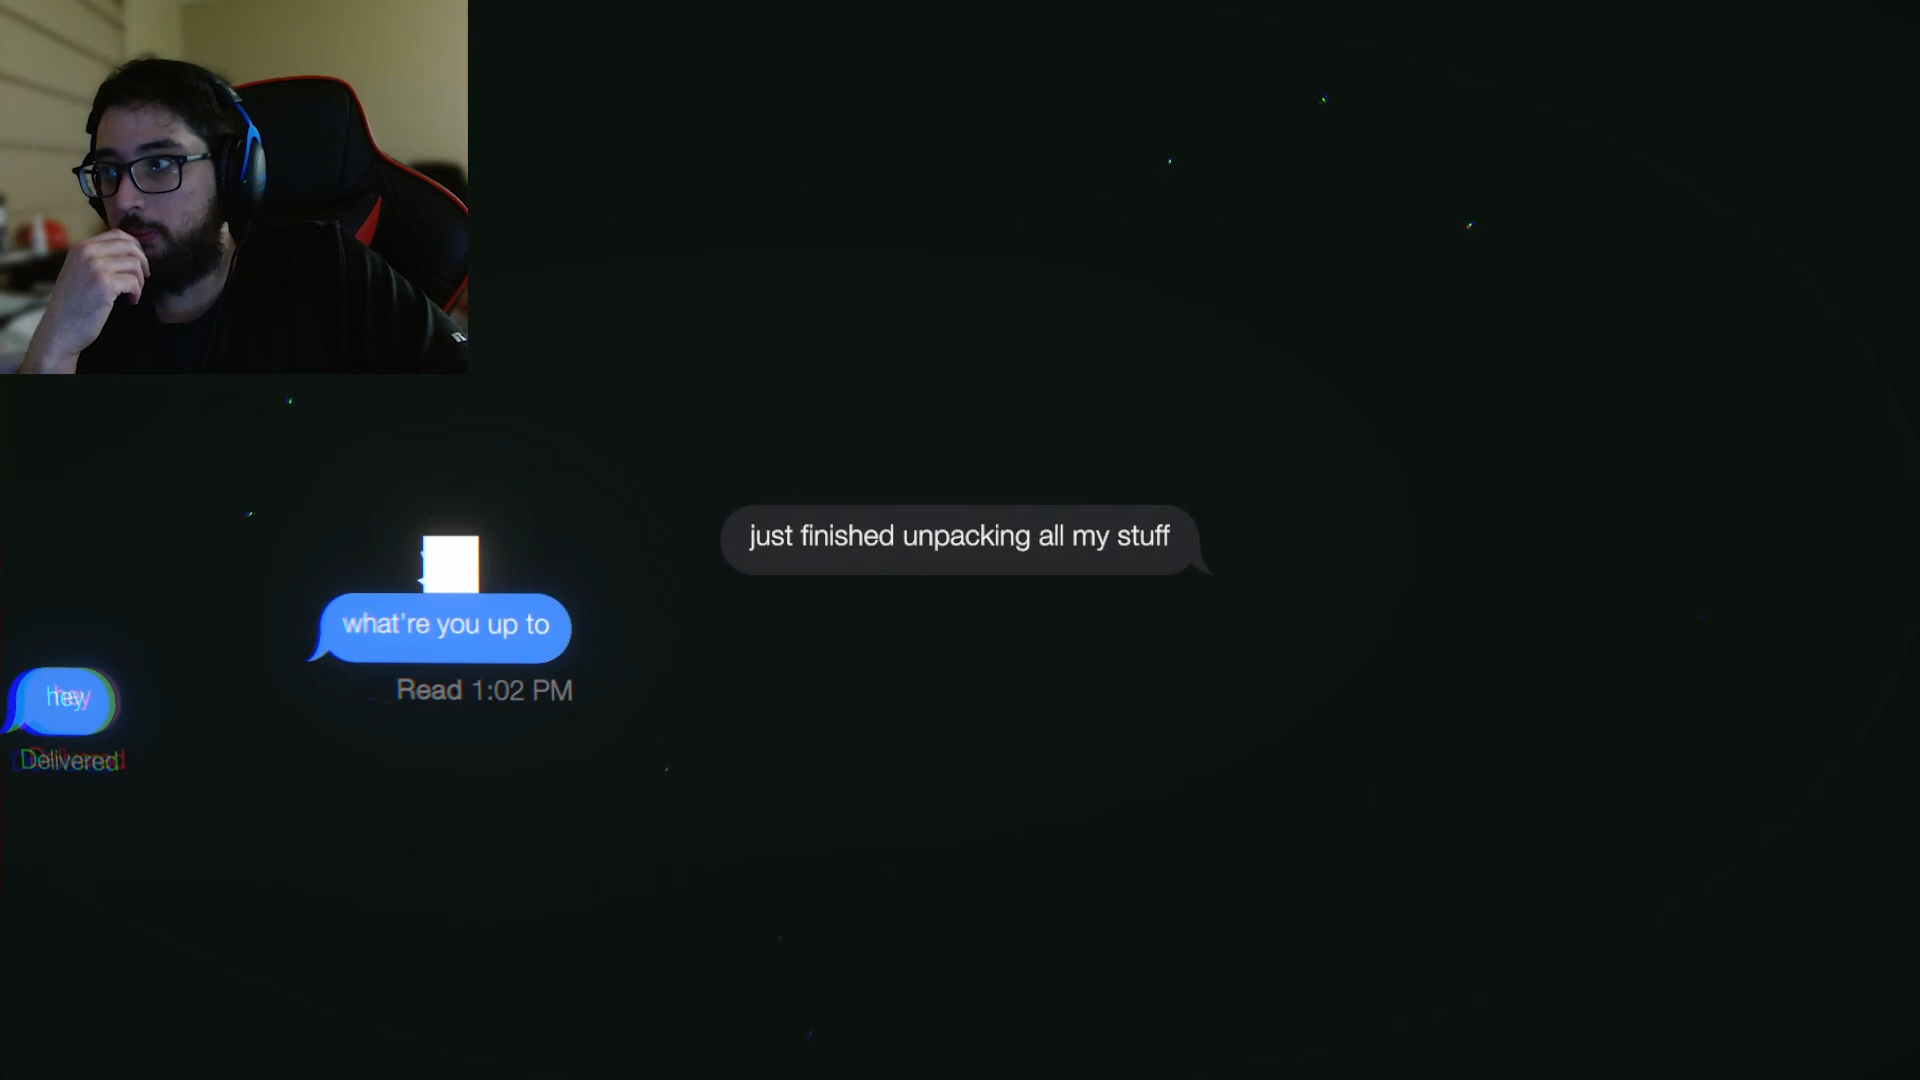 hey
Delivered
what're you up to
Read 1:02 PM
just finished unpacking all my stuff